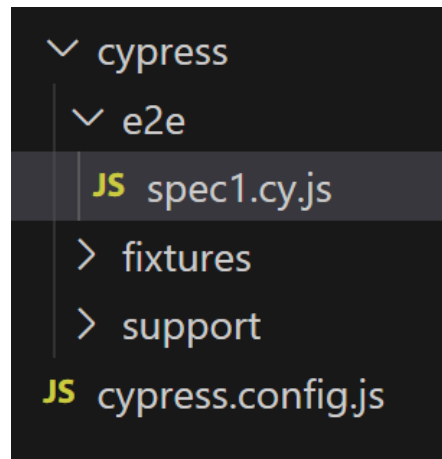 cypress
e2e
JS spec1.cy.js
fixtures
support
JS cypress.config.js